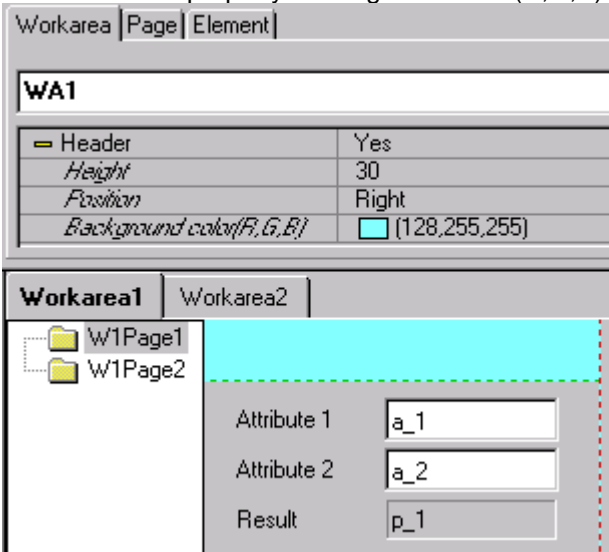 Workarea Page Element
WA1
Header Yes
Height 30
Position Right
Background color(R,G,B) (128,255,255)
Workarea1 Workarea2
W1Page1
W1Page2
Attribute 1 a_1
Attribute 2 a_2
Result p_1